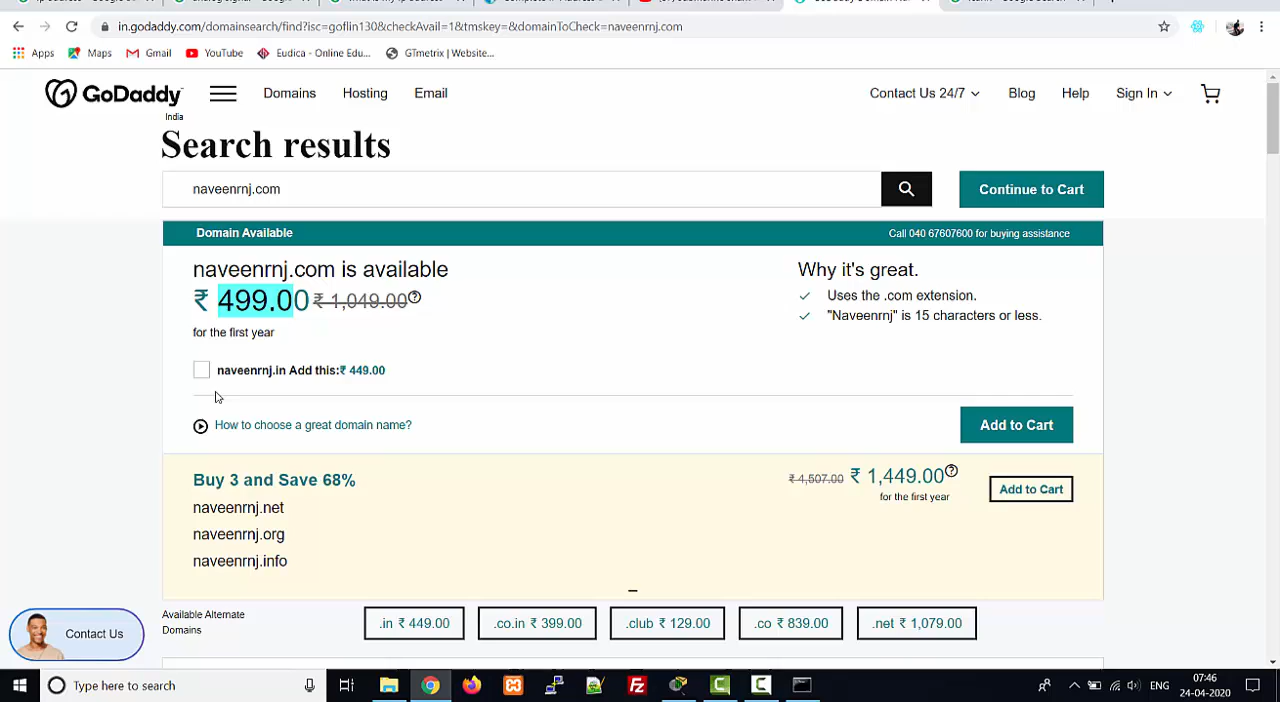 in.godaddy.com/domainsearch/find?isc=goflin130&checkAvail=1&tmskey=&domainToCheck=naveenrnj.com
Apps Maps Gmail YouTube Eudica - Online Edu... GTmetrix | Website...
GoDaddy Domains Hosting Email Contact Us 24/7 Blog Help Sign In
India
Search results
naveenrnj.com Continue to Cart
Domain Available Call 040 67607600 for buying assistance
naveenrnj.com is available Why it's great.
₹ 499.00 ₹ 1,049.00 Uses the .com extension.
"Naveenrnj" is 15 characters or less.
for the first year
naveenrnj.in Add this:₹ 449.00
How to choose a great domain name? Add to Cart
Buy 3 and Save 68% ₹ 4,507.00 ₹ 1,449.00 Add to Cart
for the first year
naveenrnj.net
naveenrnj.org
naveenrnj.info
Available Alternate
Domains
.in ₹ 449.00 .co.in ₹ 399.00 .club ₹ 129.00 .co ₹ 839.00 .net ₹ 1,079.00
Contact Us
Type here to search ENG 07:46
24-04-2020